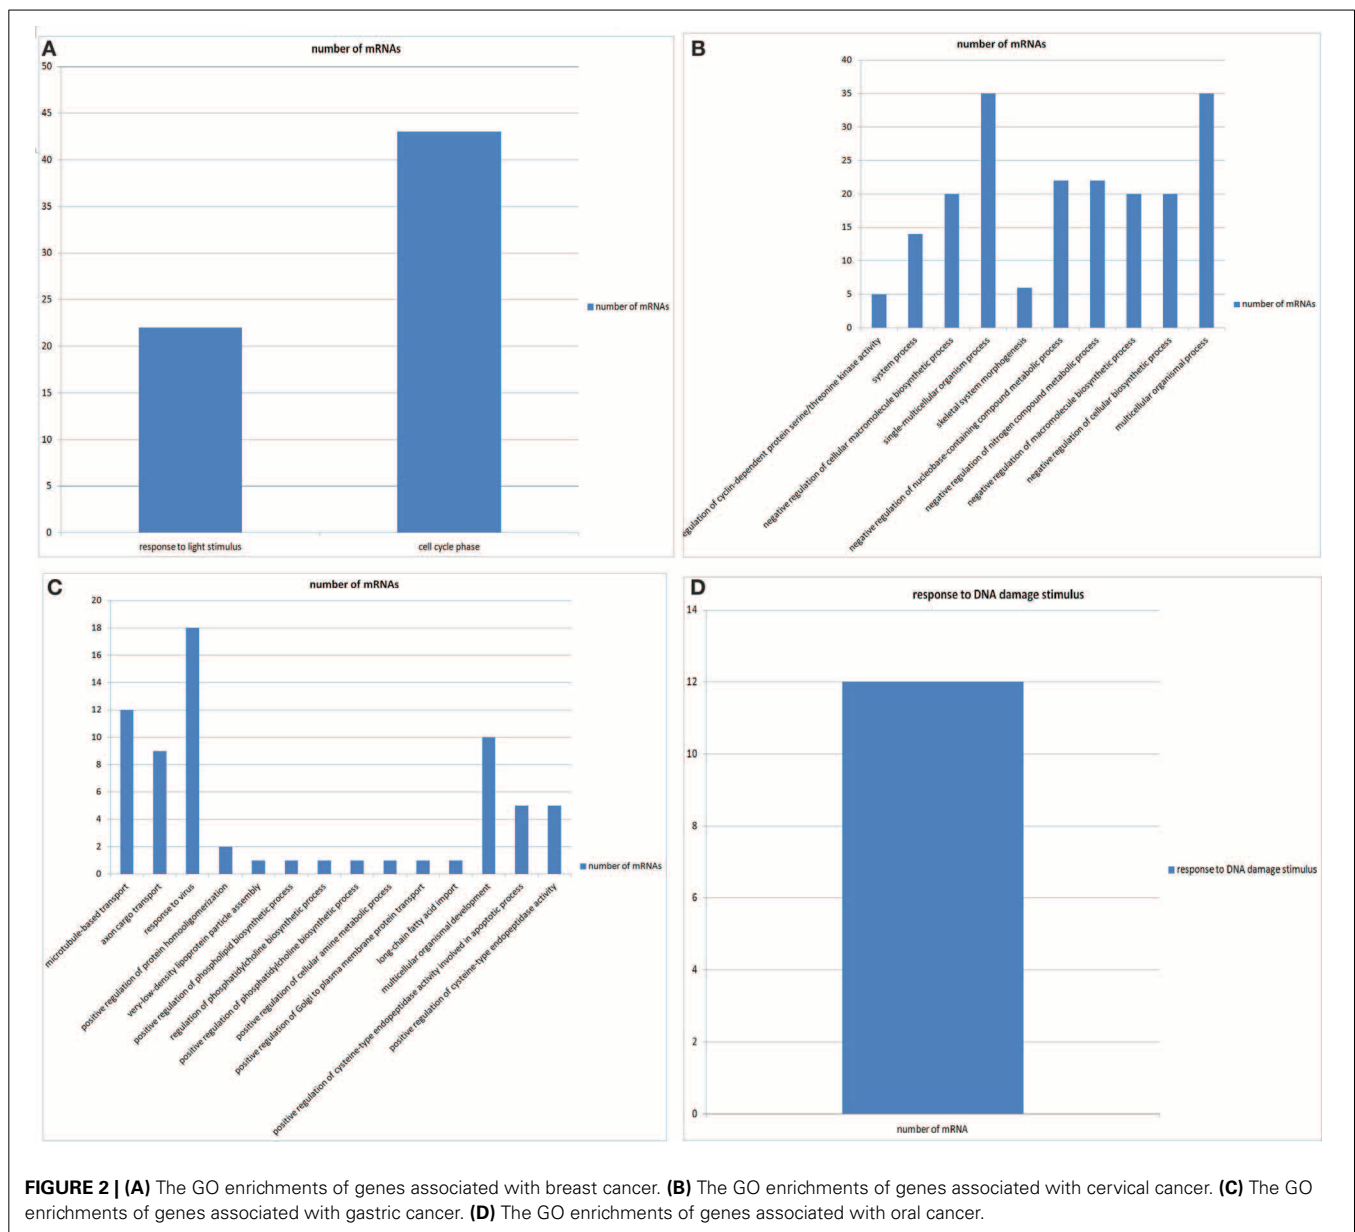 A
number of mRNAs
50
45
40
35
43
30
25
22
20
15
10
5
0
response to light stimulus
cell cycle phase
number of mRNAs
B
number of mRNAs
40
35
30
25
20
15
10
5
0
egulation of cyclin-dependent protein serine/threonine kinase activity
system process
negative regulation of cellular macromolecule biosynthetic process
single-multicellular organism process
skeletal system morphogenesis
negative regulation of nucleobase-containing compound metabolic process
negative regulation of nitrogen compound metabolic process
negative regulation of macromolecule biosynthetic process
negative regulation of cellular biosynthetic process
multicellular organismal process
number of mRNAs
C
number of mRNAs
20
18
16
14
12
10
8
6
4
2
0
microtubule-based transport
axon cargo transport
response to virus
positive regulation of protein homooligomerization
very-low-density lipoprotein particle assembly
positive regulation of phospholipid biosynthetic process
regulation of phosphatidylcholine biosynthetic process
positive regulation of phosphatidylcholine biosynthetic process
positive regulation of cellular amine metabolic process
positive regulation of Golgi to plasma membrane protein transport
long-chain fatty acid import
multicellular organismal development
positive regulation of cysteine-type endopeptidase activity involved in apoptotic process
positive regulation of cysteine-type endopeptidase activity
number of mRNAs
D
response to DNA damage stimulus
14
12
10
8
6
4
2
0
number of mRNA
response to DNA damage stimulus
FIGURE 2 | (A) The GO enrichments of genes associated with breast cancer. (B) The GO enrichments of genes associated with cervical cancer. (C) The GO
enrichments of genes associated with gastric cancer. (D) The GO enrichments of genes associated with oral cancer.